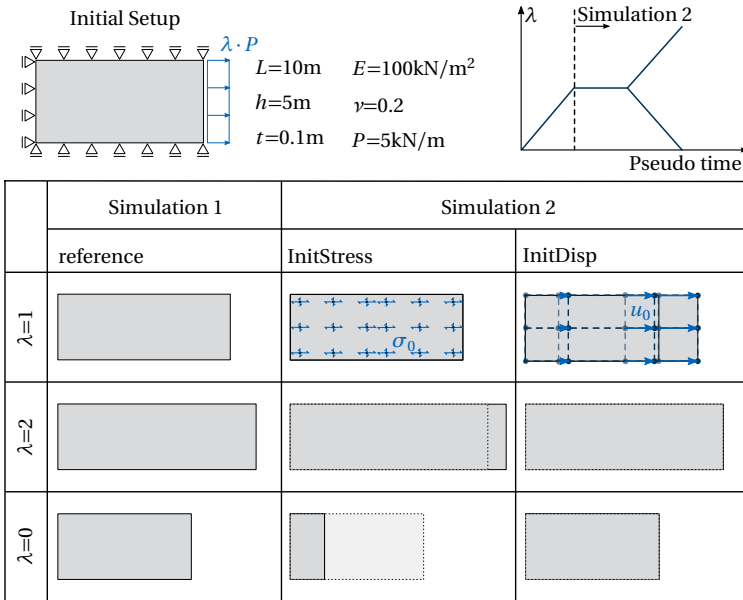 Initial Setup
λ · P
L=10m E=100kN/m²
h=5m ν=0.2
t=0.1m P=5kN/m
λ
Simulation 2
Pseudo time
Simulation 1 Simulation 2
reference InitStress InitDisp
λ=1
σ₀
u₀
λ=2
λ=0